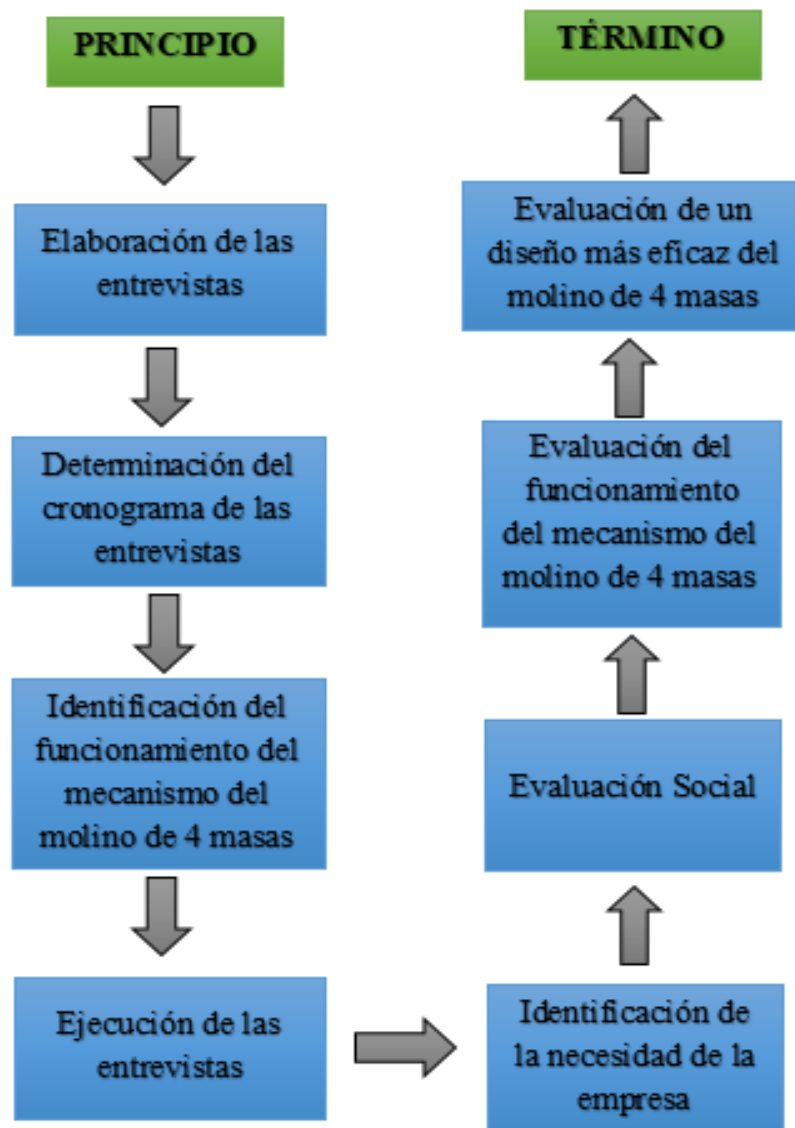 PRINCIPIO
Elaboración de las
entrevistas
Determinación del
cronograma de las
entrevistas
Identificación del
funcionamiento del
mecanismo del
molino de 4 masas
Ejecución de las
entrevistas
Identificación de
la necesidad de la
empresa
Evaluación Social
Evaluación del
funcionamiento
del mecanismo del
molino de 4 masas
Evaluación de un
diseño más eficaz del
molino de 4 masas
TÉRMINO